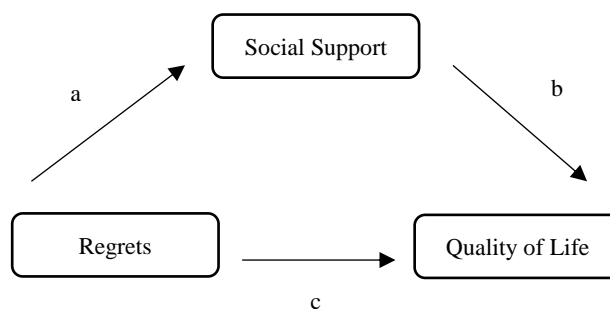 Social Support
a
b
Regrets
Quality of Life
c